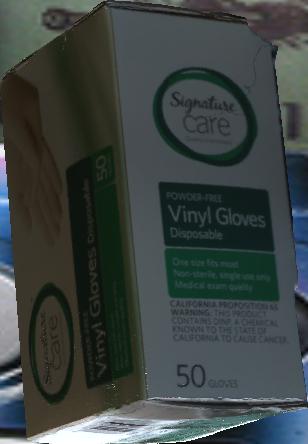 Signature
care
POWDER-FREE
Vinyl Gloves
Disposable
One size fits most
Non-sterile, single use only
Medical exam quality
CALIFORNIA PROPOSITION 65
WARNING: THIS PRODUCT
CONTAINS DINP, A CHEMICAL
KNOWN TO THE STATE OF
CALIFORNIA TO CAUSE CANCER.
50 GLOVES
Signature
care
POWDER-FREE
Vinyl Gloves Disposable
50